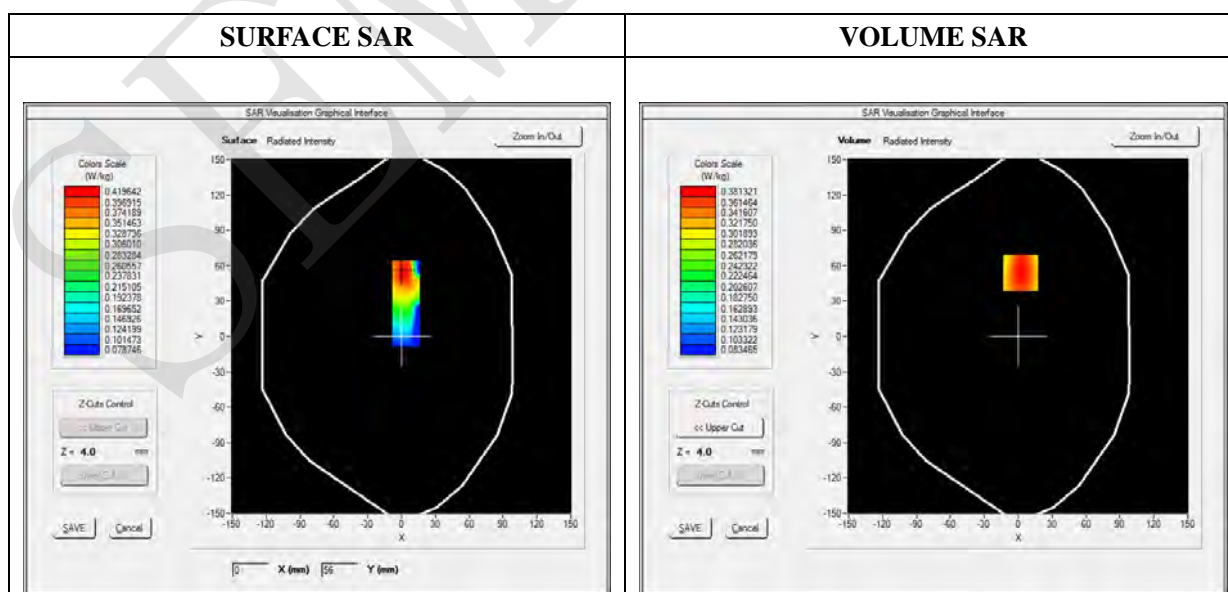 SURFACE SAR
VOLUME SAR
SAR Visualisation Graphical Interface
Surface Radiated Intensity
Zoom In/Out
Colors Scale
(W/kg)
0.419642
0.396915
0.374189
0.351463
0.328736
0.306010
0.283284
0.260557
0.237831
0.215105
0.192378
0.169652
0.146926
0.124199
0.101473
0.078746
150
120
90
60
30
0
-30
-60
-90
-120
-150
Y
-150 -120 -90 -60 -30 0 30 60 90 120 150
X
Z-Cuts Control
<< Upper Cut
Z = 4.0 mm
SAVE Cancel
0 X (mm) 56 Y (mm)
SAR Visualisation Graphical Interface
Volume Radiated Intensity
Zoom In/Out
Colors Scale
(W/kg)
0.381321
0.361464
0.341607
0.321750
0.301893
0.282036
0.262179
0.242322
0.222464
0.202607
0.182750
0.162893
0.143036
0.123179
0.103322
0.083465
150
120
90
60
30
0
-30
-60
-90
-120
-150
Y
-150 -120 -90 -60 -30 0 30 60 90 120 150
X
Z-Cuts Control
<< Upper Cut
Z = 4.0 mm
SAVE Cancel